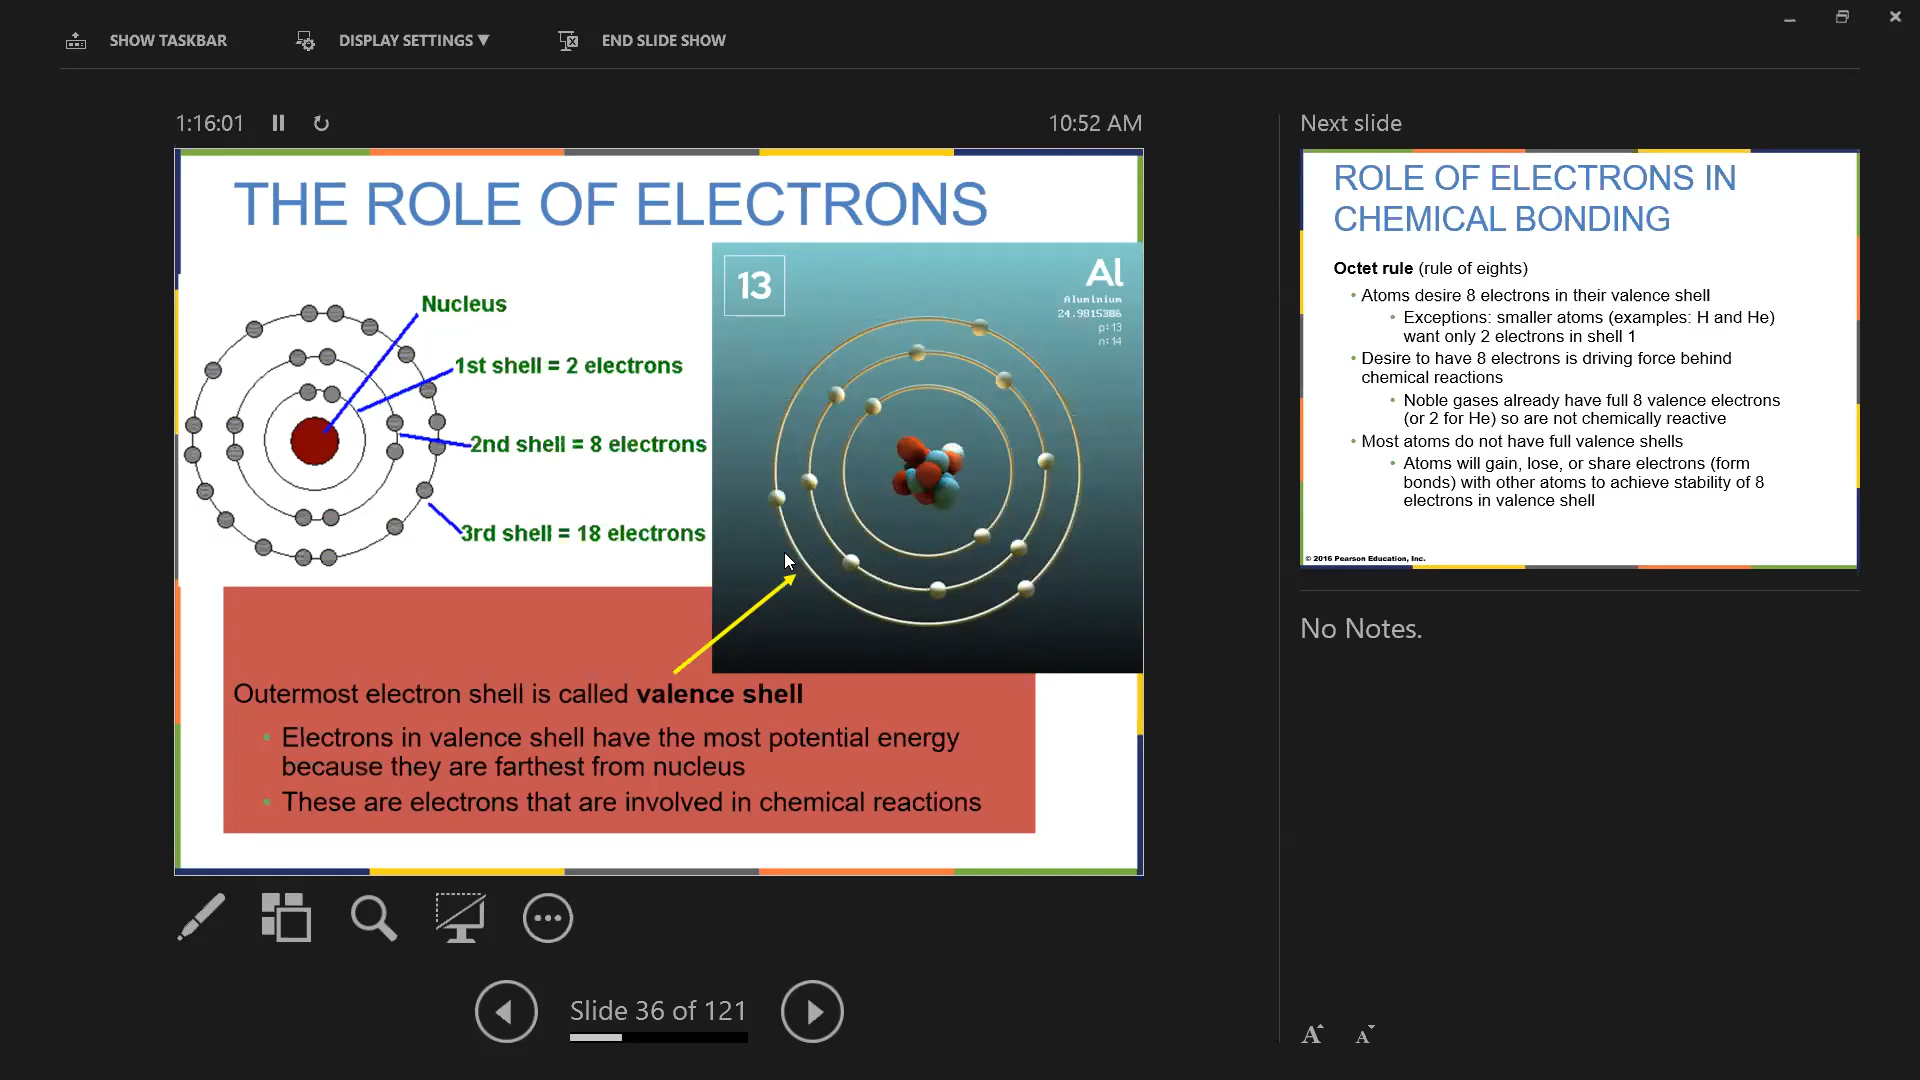 SHOW TASKBAR
DISPLAY SETTINGS ▼
END SLIDE SHOW
1:16:01
10:52 AM
THE ROLE OF ELECTRONS
Nucleus
1st shell = 2 electrons
2nd shell = 8 electrons
3rd shell = 18 electrons
13
Al
Aluminium
24.9815386
p:13
n:14
Outermost electron shell is called valence shell
• Electrons in valence shell have the most potential energy
because they are farthest from nucleus
• These are electrons that are involved in chemical reactions
Slide 36 of 121
Next slide
ROLE OF ELECTRONS IN
CHEMICAL BONDING
Octet rule (rule of eights)
• Atoms desire 8 electrons in their valence shell
• Exceptions: smaller atoms (examples: H and He)
want only 2 electrons in shell 1
• Desire to have 8 electrons is driving force behind
chemical reactions
• Noble gases already have full 8 valence electrons
(or 2 for He) so are not chemically reactive
• Most atoms do not have full valence shells
• Atoms will gain, lose, or share electrons (form
bonds) with other atoms to achieve stability of 8
electrons in valence shell
© 2016 Pearson Education, Inc.
No Notes.
A A